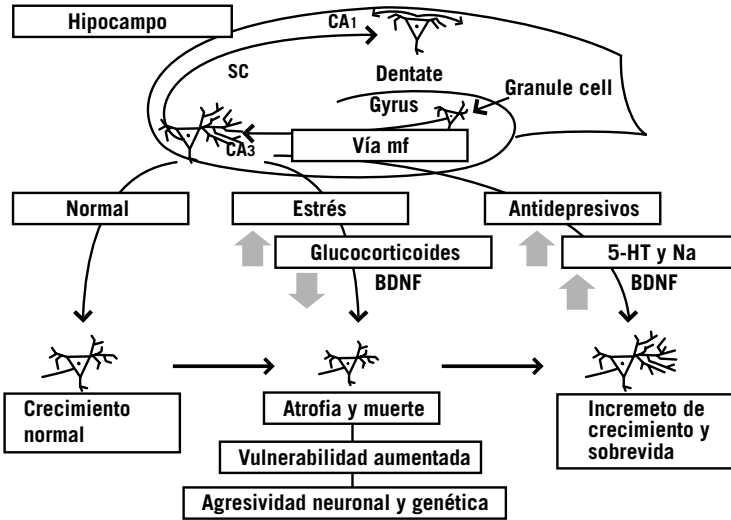 Hipocampo
CA1
SC
Dentate
Gyrus
Granule cell
CA3
Vía mf
Normal
Estrés
Antidepresivos
Glucocorticoides
5-HT y Na
BDNF
BDNF
Crecimiento
normal
Atrofia y muerte
Incremeto de
crecimiento y
sobrevida
Vulnerabilidad aumentada
Agresividad neuronal y genética